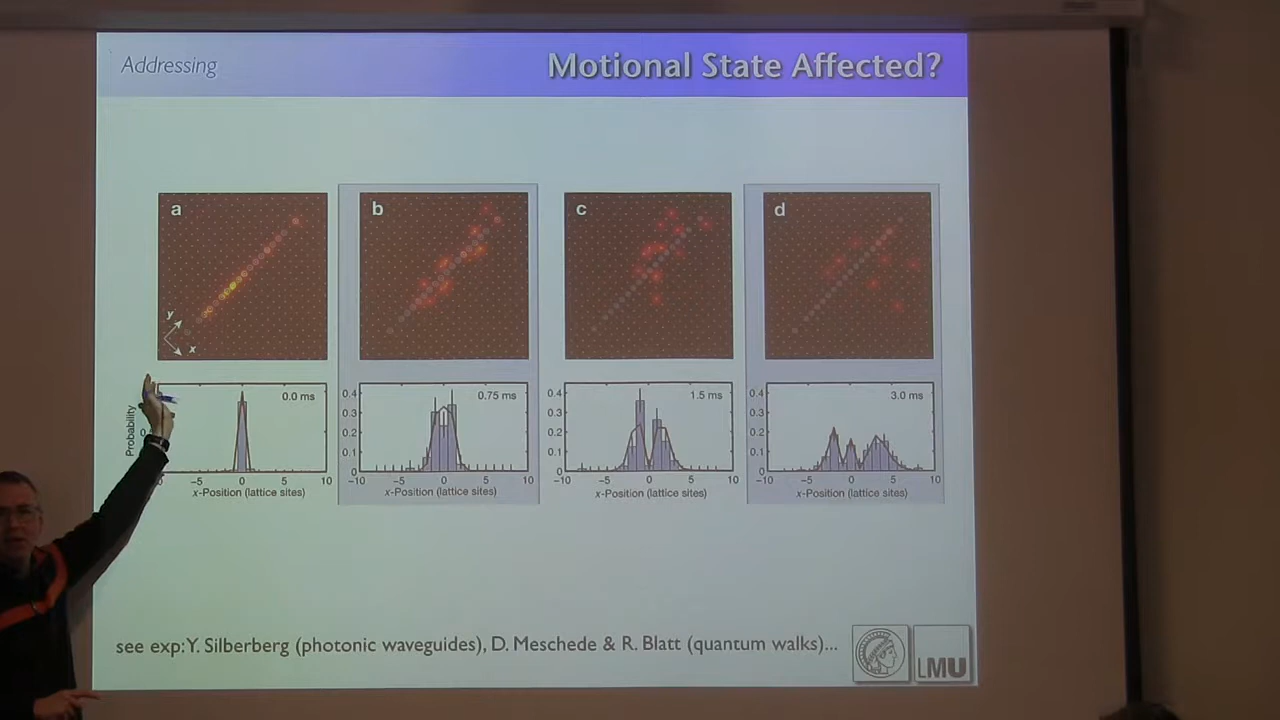 Addressing
Motional State Affected?
a
b
c
d
y
x
0.0 ms
0.75 ms
1.5 ms
3.0 ms
Probability
0.4
0.3
0.2
0.1
0
0.4
0.3
0.2
0.1
0
0.4
0.3
0.2
0.1
0
−5
0
5
10
−10
−5
0
5
10
−10
−5
0
5
10
−10
−5
0
5
10
x-Position (lattice sites)
x-Position (lattice sites)
x-Position (lattice sites)
x-Position (lattice sites)
see exp: Y. Silberberg (photonic waveguides), D. Meschede & R. Blatt (quantum walks)...
LMU